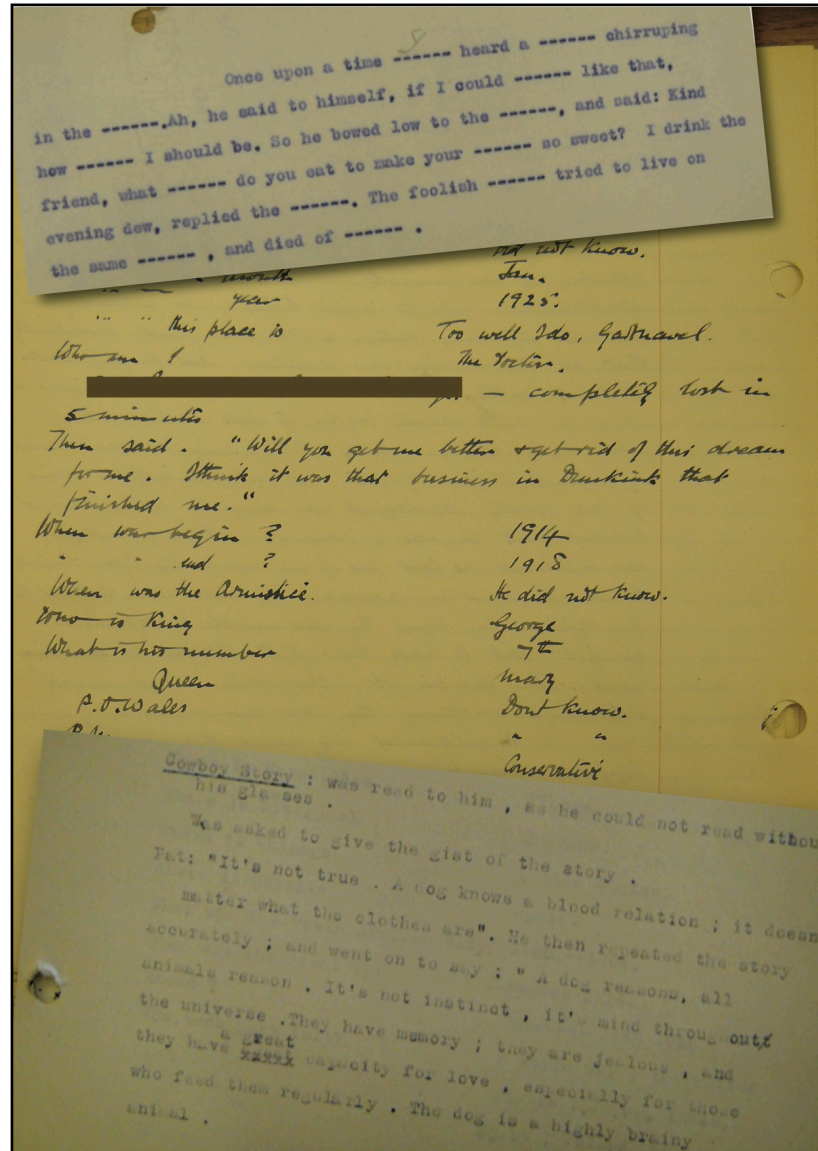 Once upon a time ------ heard a ------ chirruping
in the ------.Ah, he said to himself, if I could ------ like that,
how ------ I should be. So he bowed low to the ------, and said: Kind
friend, what ------ do you eat to make your ------ so sweet? I drink the
evening dew, replied the ------. The foolish ------ tried to live on
the same ------ , and died of ------ .
did not know.
month Jan.
year 1925.
" " this place is Too well I do, Gartnavel.
Who am I The Doctor.
— completely lost in
5 minutes
Then said. "Will you get me better & get rid of this dream
for me. I think it was that business in that
finished me."
When war begin ? 1914
" " end ? 1918
When was the Armistice. He did not know.
Who is King George
What is his number 7th
Queen Mary
P.O.Wales Dont know.
" "
Conservative
Cowboy Story : was read to him , as he could not read withou
his glasses .
Was asked to give the gist of the story .
Pat: "It's not true . A dog knows a blood relation ; it doesn
matter what the clothes are". He then repeated the story
accurately ; and went on to say ; " A dog reasons, all
animals reason . It's not instinct , it's mind throughout
the universe .They have memory ; they are jealous , and
a great
they have xxxxx capacity for love , especially for those
who feed them regularly . The dog is a highly brainy
animal .